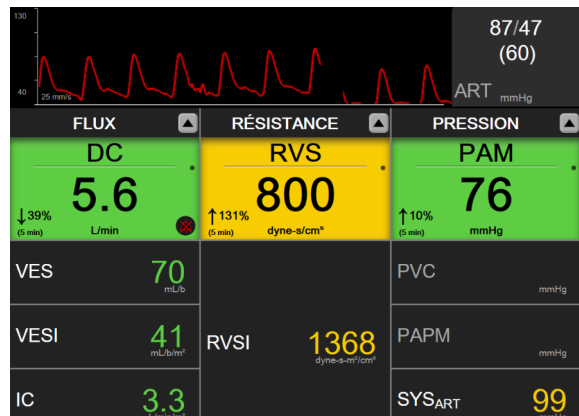 130
87/47
(60)
40
25 mm/s
ART mmHg
FLUX
RÉSISTANCE
PRESSION
DC
RVS
PAM
5.6
800
76
↓39%
(5 min)
L/min
↑131%
(5 min)
dyne-s/cm⁵
↑10%
(5 min)
mmHg
VES
70
mL/b
PVC
mmHg
VESI
41
mL/b/m²
RVSI
1368
dyne-s-m²/cm⁵
PAPM
mmHg
IC
3.3
SYSART
99